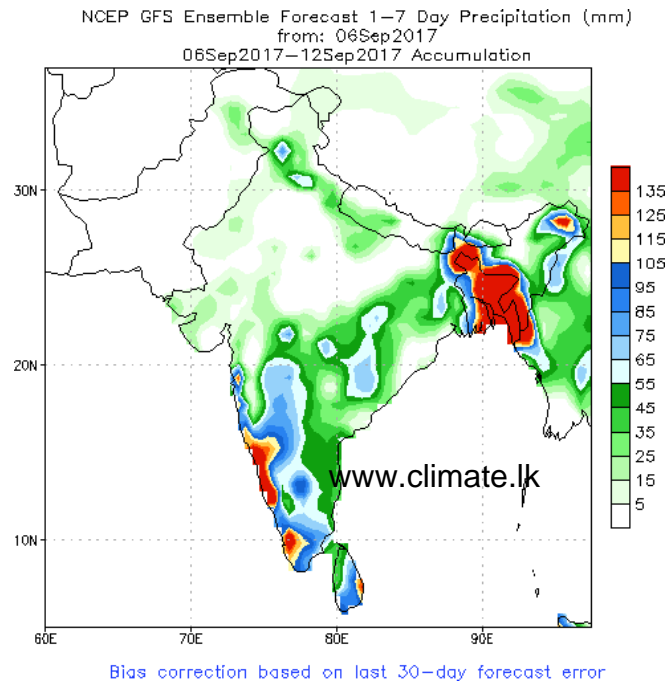 NCEP GFS Ensemble Forecast 1-7 Day Precipitation (mm)
from: 06Sep2017
06Sep2017-12Sep2017 Accumulation
30N
20N
10N
60E
70E
80E
90E
135
125
115
105
95
85
75
65
55
45
35
25
15
5
www.climate.lk
Bias correction based on last 30-day forecast error